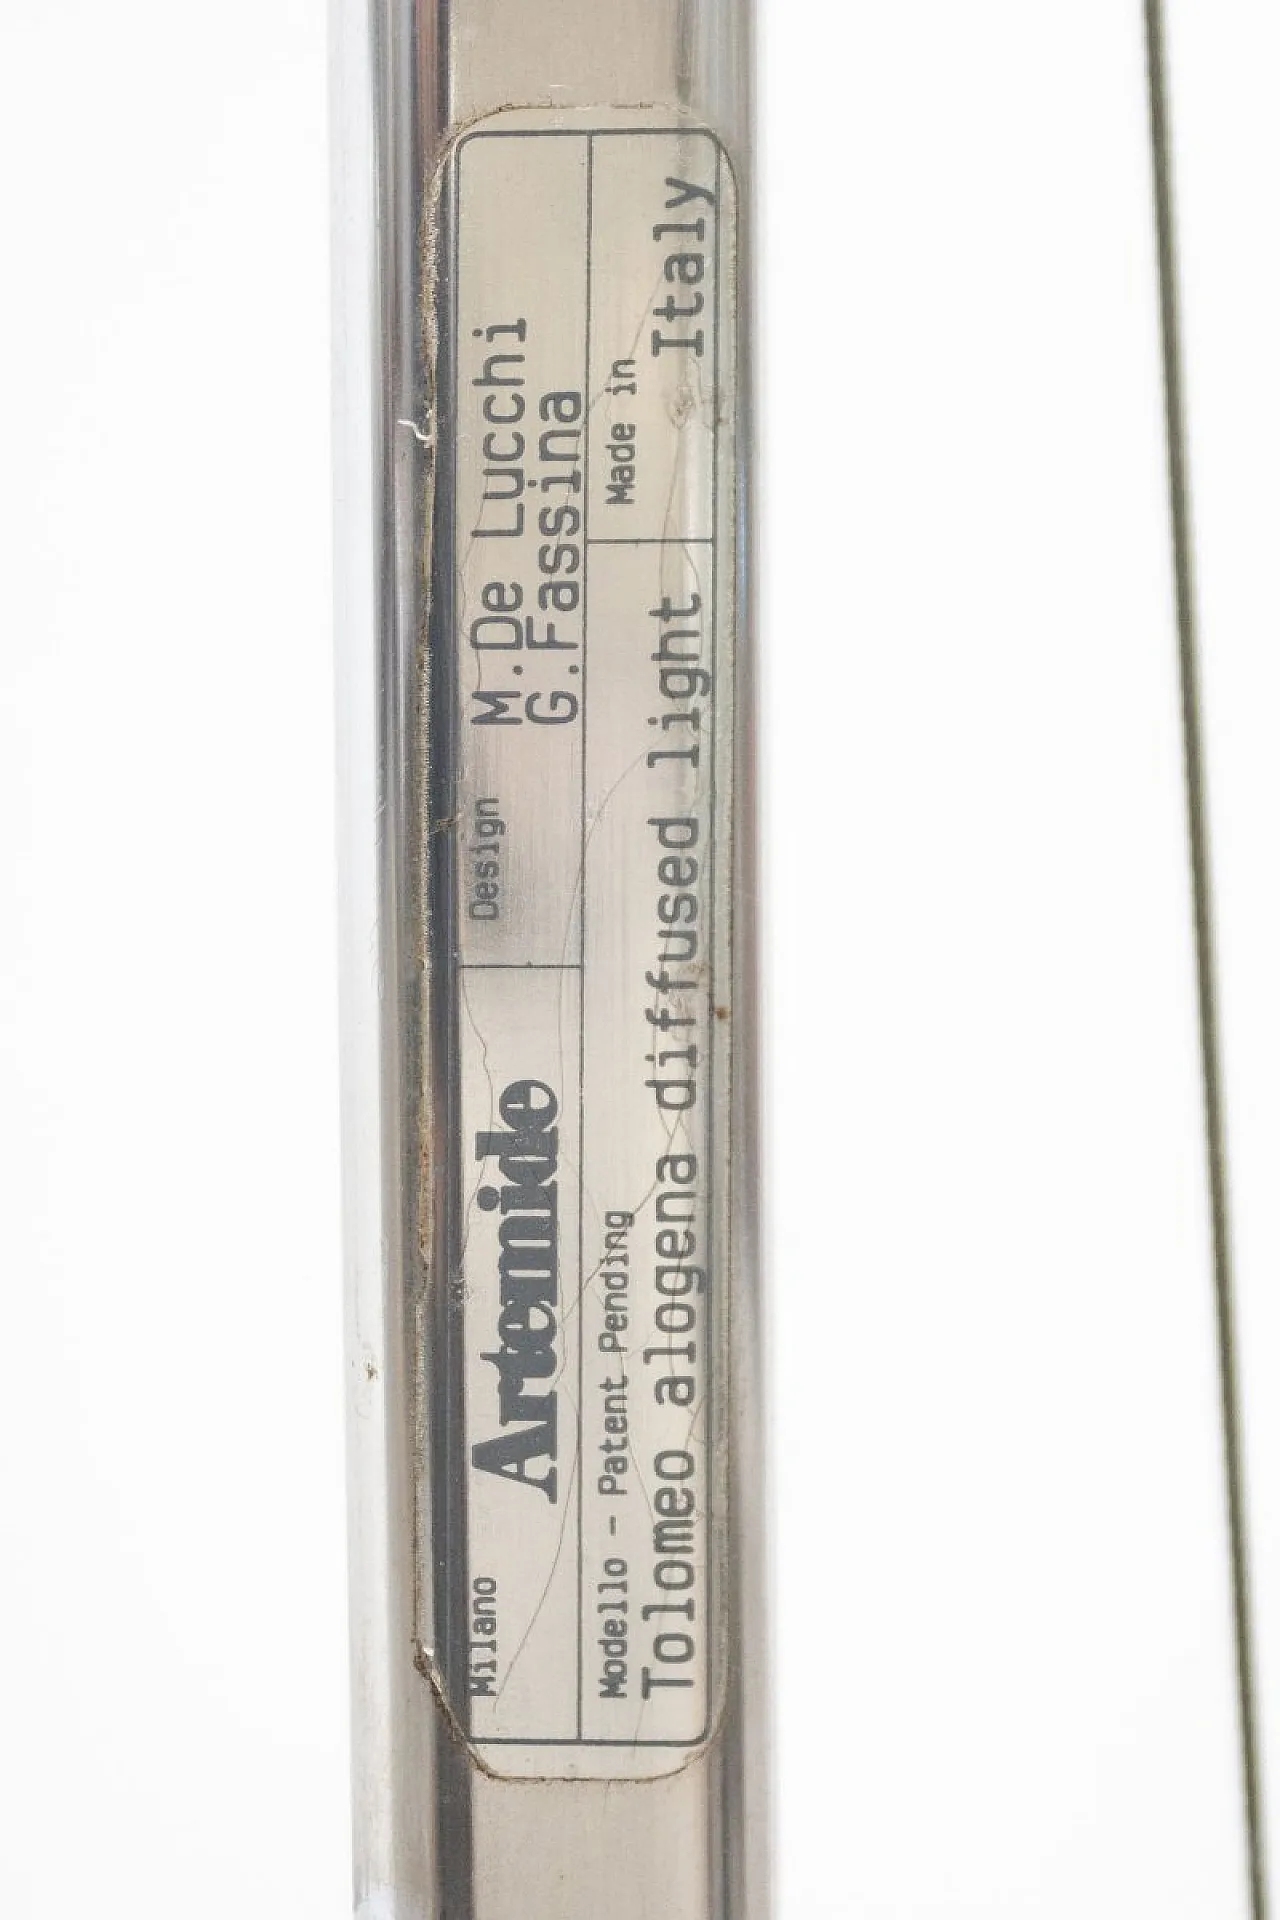 Milano
Artemide
Design
M.De Lucchi
G.Fassina
Modello - Patent Pending
Tolomeo alogena diffused light
Made in
Italy